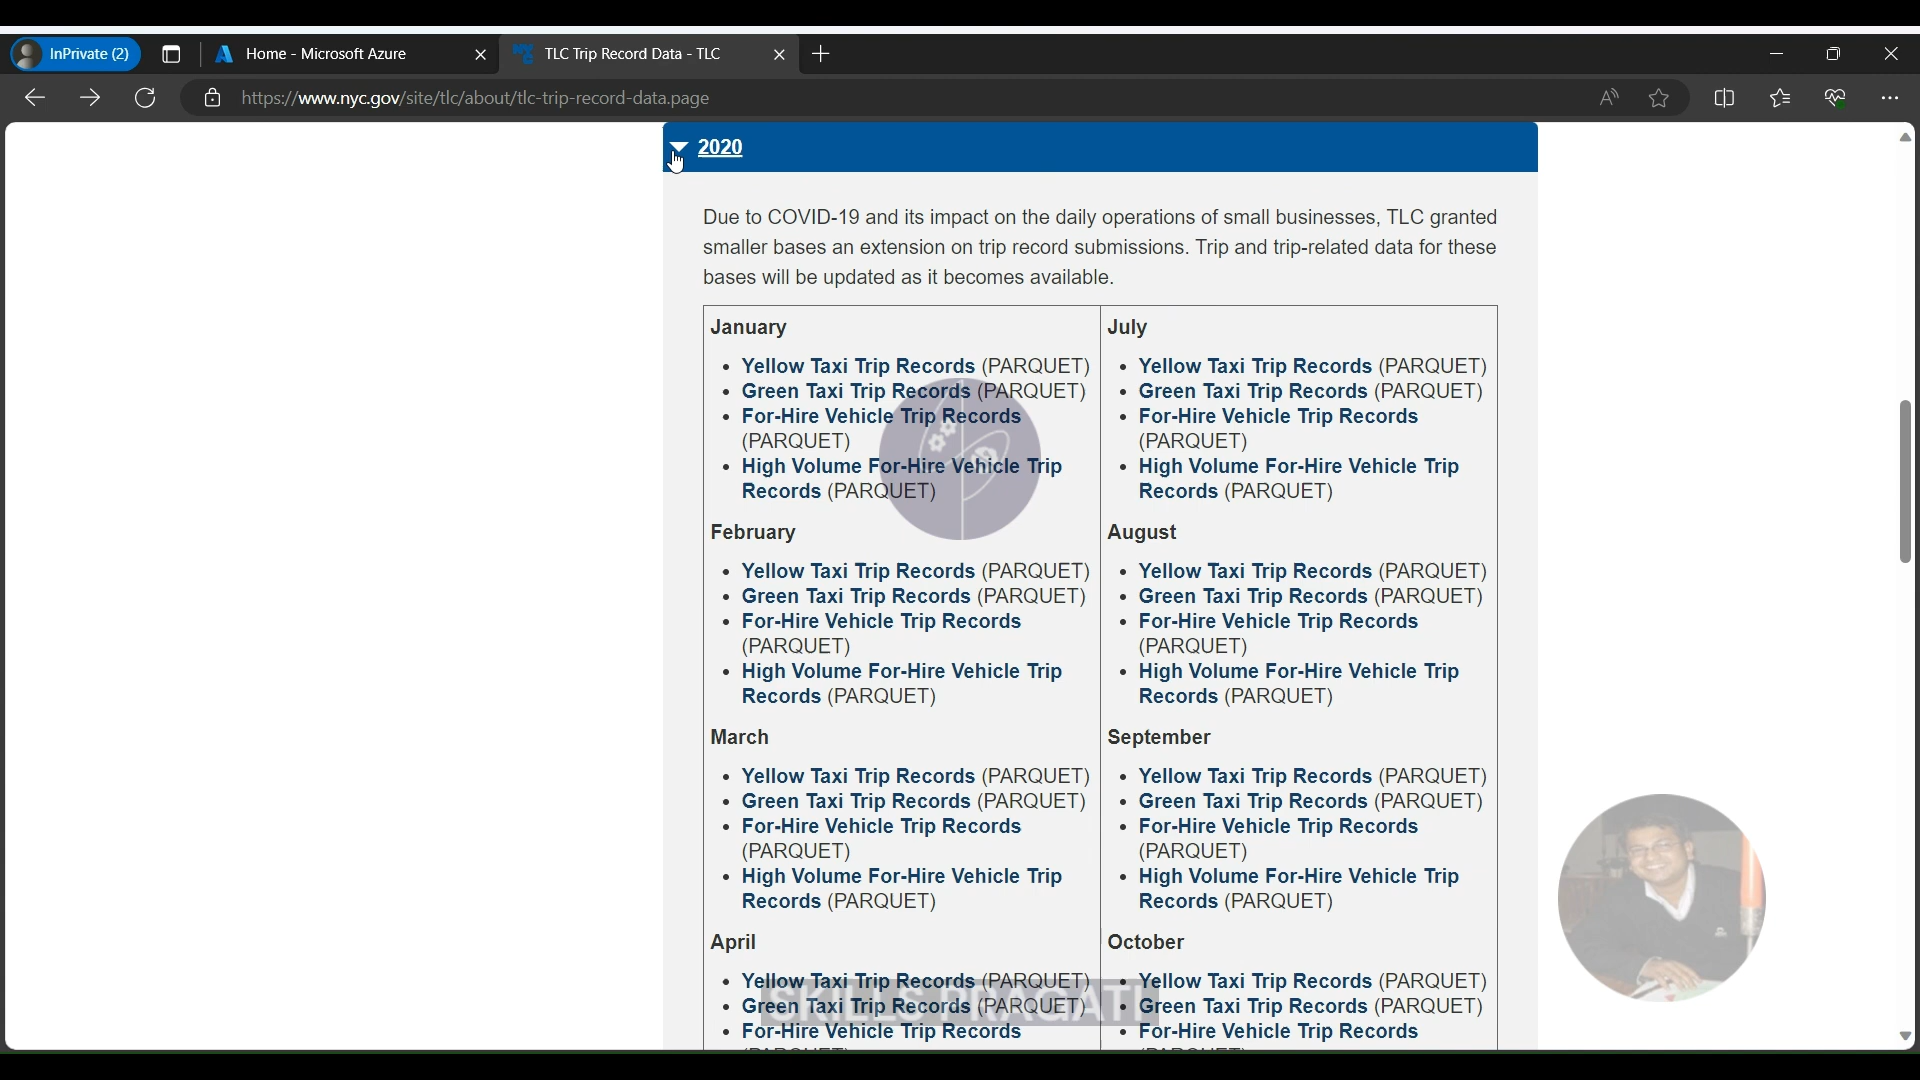 InPrivate (2)
Home - Microsoft Azure
TLC Trip Record Data - TLC
https://www.nyc.gov/site/tlc/about/tlc-trip-record-data.page
2020
Due to COVID-19 and its impact on the daily operations of small businesses, TLC granted
smaller bases an extension on trip record submissions. Trip and trip-related data for these
bases will be updated as it becomes available.
January
• Yellow Taxi Trip Records (PARQUET)
• Green Taxi Trip Records (PARQUET)
• For-Hire Vehicle Trip Records
(PARQUET)
• High Volume For-Hire Vehicle Trip
Records (PARQUET)
February
• Yellow Taxi Trip Records (PARQUET)
• Green Taxi Trip Records (PARQUET)
• For-Hire Vehicle Trip Records
(PARQUET)
• High Volume For-Hire Vehicle Trip
Records (PARQUET)
March
• Yellow Taxi Trip Records (PARQUET)
• Green Taxi Trip Records (PARQUET)
• For-Hire Vehicle Trip Records
(PARQUET)
• High Volume For-Hire Vehicle Trip
Records (PARQUET)
April
• Yellow Taxi Trip Records (PARQUET)
• Green Taxi Trip Records (PARQUET)
• For-Hire Vehicle Trip Records
July
• Yellow Taxi Trip Records (PARQUET)
• Green Taxi Trip Records (PARQUET)
• For-Hire Vehicle Trip Records
(PARQUET)
• High Volume For-Hire Vehicle Trip
Records (PARQUET)
August
• Yellow Taxi Trip Records (PARQUET)
• Green Taxi Trip Records (PARQUET)
• For-Hire Vehicle Trip Records
(PARQUET)
• High Volume For-Hire Vehicle Trip
Records (PARQUET)
September
• Yellow Taxi Trip Records (PARQUET)
• Green Taxi Trip Records (PARQUET)
• For-Hire Vehicle Trip Records
(PARQUET)
• High Volume For-Hire Vehicle Trip
Records (PARQUET)
October
• Yellow Taxi Trip Records (PARQUET)
• Green Taxi Trip Records (PARQUET)
• For-Hire Vehicle Trip Records
SKILLS PRAGATI